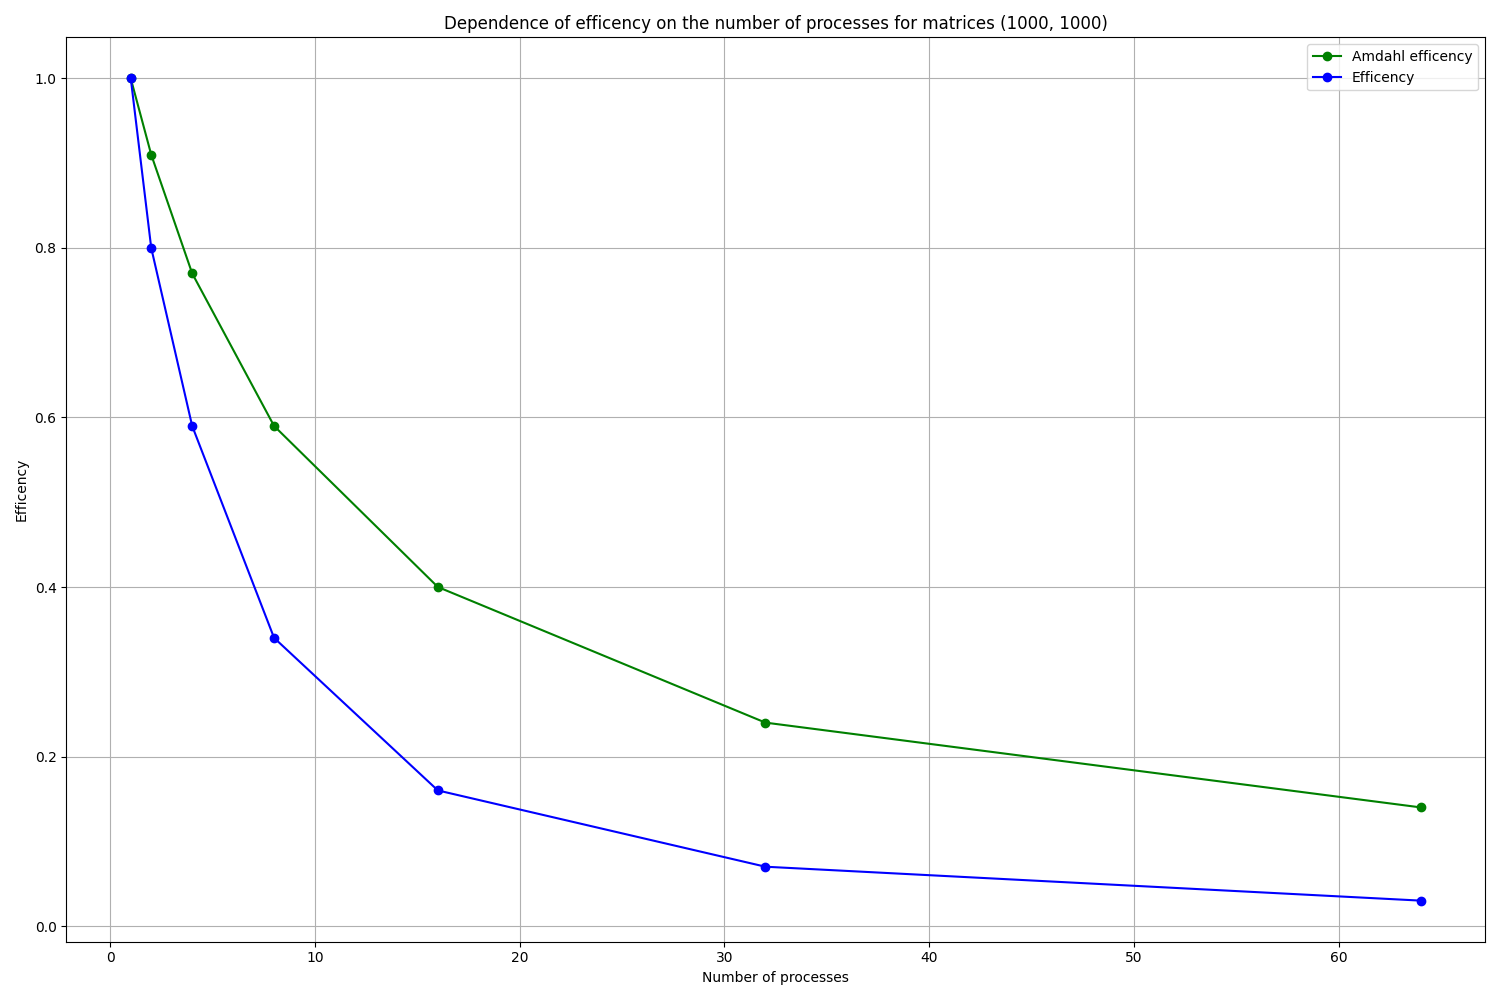 Dependence of efficency on the number of processes for matrices (1000, 1000)
Amdahl efficency
Efficency
1.0
0.8
0.6
0.4
0.2
0.0
Efficency
0 10 20 30 40 50 60
Number of processes